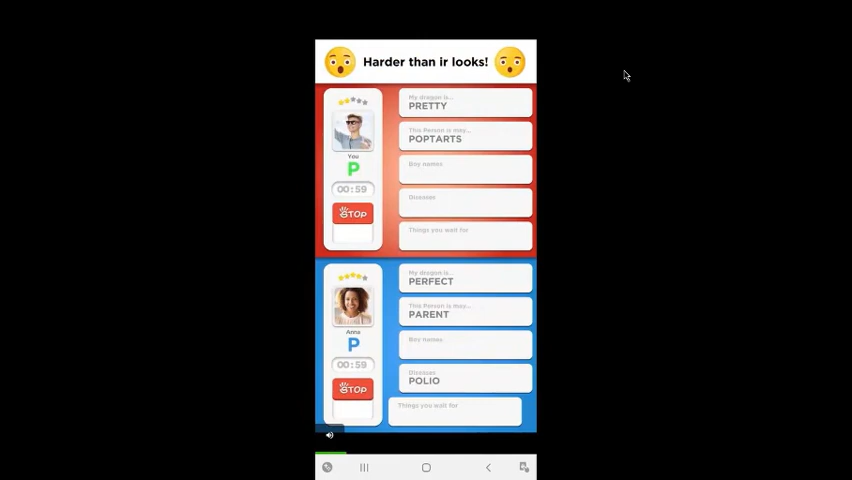 Harder than ir looks!
My dragon is...
PRETTY
This Person is may...
POPTARTS
You
P
Boy names
00:59
Diseases
STOP
Things you wait for
My dragon is...
PERFECT
This Person is may...
PARENT
Anna
P
Boy names
00:59
Diseases
POLIO
STOP
Things you wait for